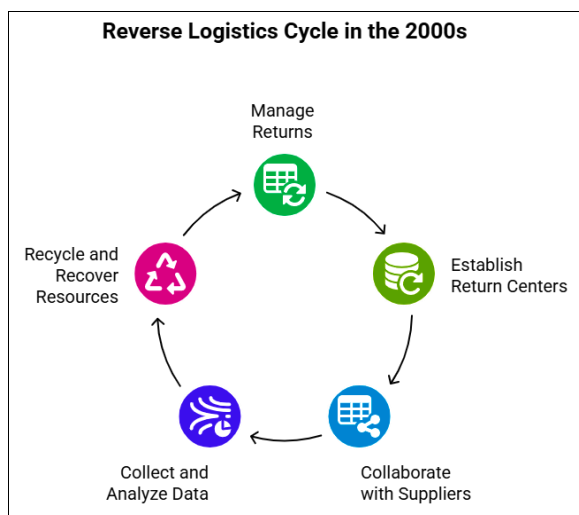 Reverse Logistics Cycle in the 2000s
Manage
Returns
Establish
Return Centers
Collaborate
with Suppliers
Collect and
Analyze Data
Recycle and
Recover
Resources